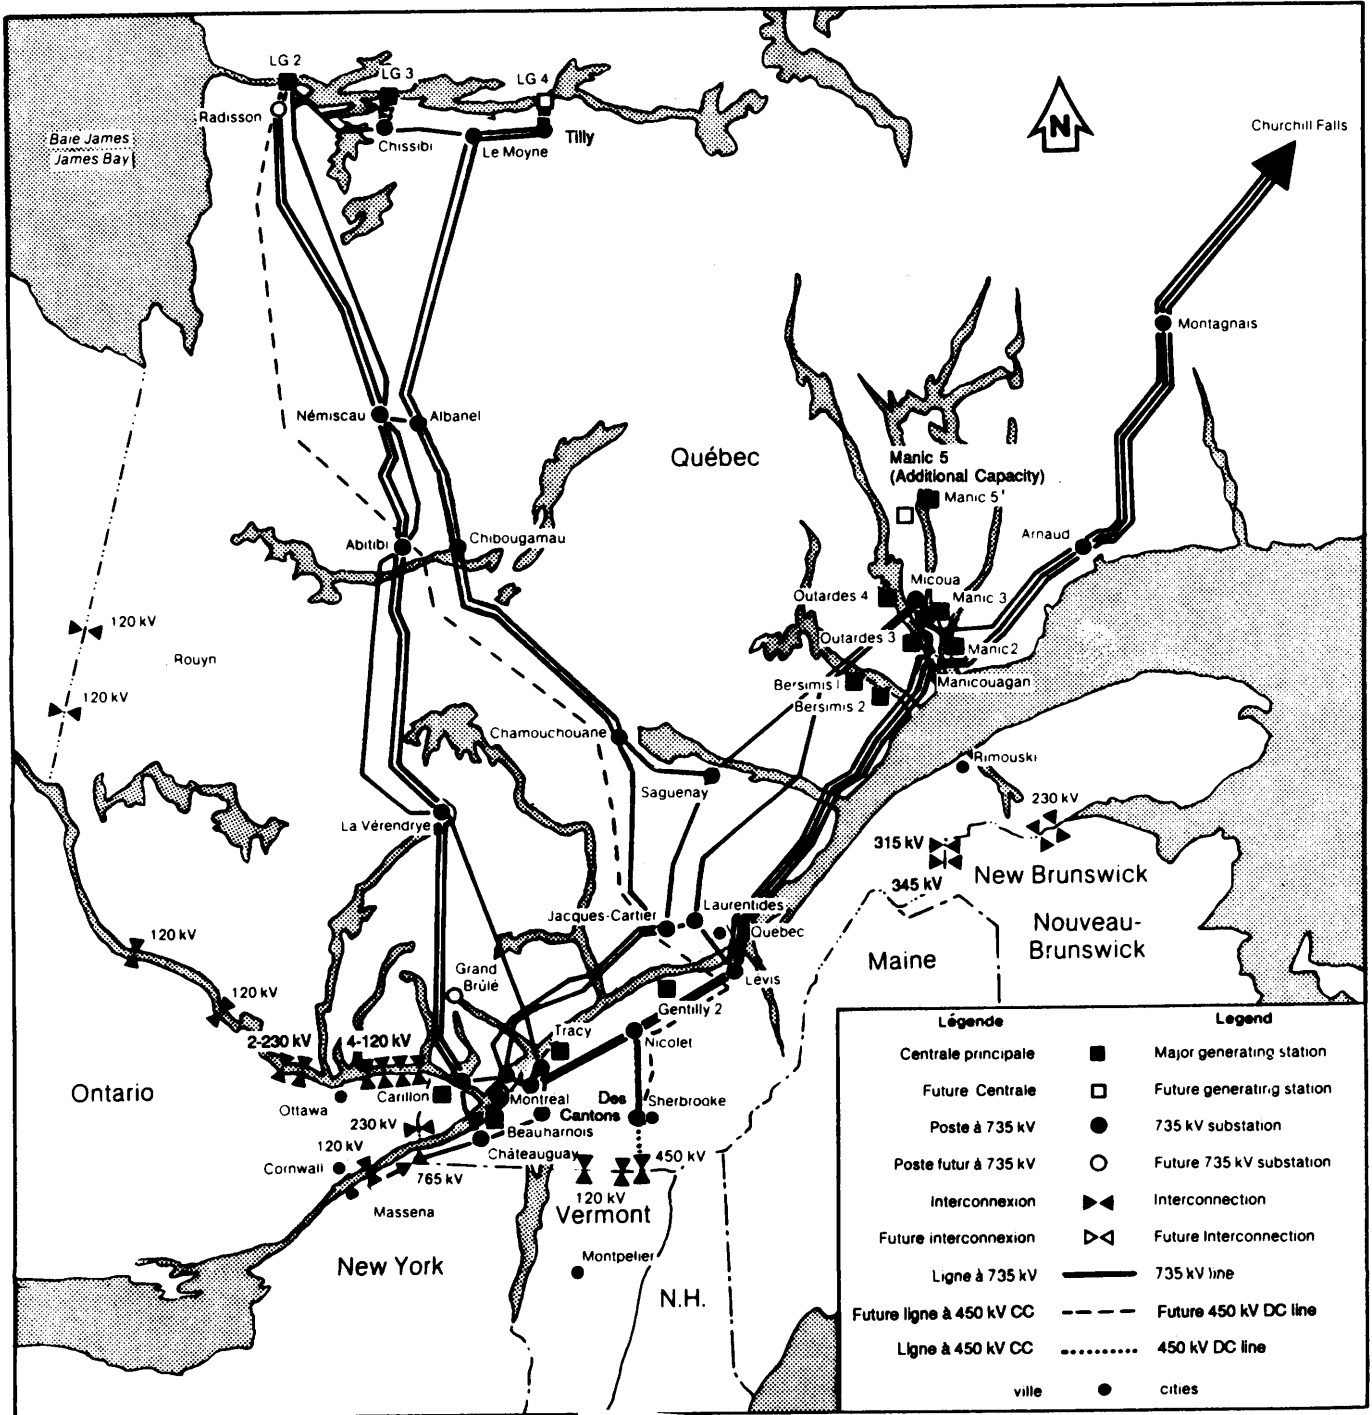 LG 2
LG 3
LG 4
Radisson
Baie James
James Bay
Chissibi
Le Moyne
Tilly
N
Churchill Falls
Montagnais
Némiscau
Albanel
Québec
Manic 5
(Additional Capacity)
Manic 5
Abitibi
Chibougamau
Arnaud
Micoua
Outardes 4
Manic 3
120 kV
Rouyn
Outardes 3
Manic 2
Manicouagan
Bersimis 1
Bersimis 2
120 kV
Chamouchouane
Rimouski
Saguenay
230 kV
La Vérendrye
315 kV
New Brunswick
345 kV
Laurentides
Jacques-Cartier
Québec
Nouveau-
Brunswick
120 kV
Maine
Grand
Brûlé
Lévis
120 kV
Gentilly 2
Tracy
2-230 kV
4-120 kV
Nicolet
Ontario
Ottawa
Carillon
Montreal
Des
Cantons
Sherbrooke
230 kV
Beauharnois
120 kV
Cornwall
Châteauguay
450 kV
765 kV
120 kV
Massena
Vermont
New York
Montpelier
N.H.
Légende Legend
Centrale principale Major generating station
Future Centrale Future generating station
Poste à 735 kV 735 kV substation
Poste futur à 735 kV Future 735 kV substation
Interconnexion Interconnection
Future interconnexion Future Interconnection
Ligne à 735 kV 735 kV line
Future ligne à 450 kV CC Future 450 kV DC line
Ligne à 450 kV CC 450 kV DC line
ville cities